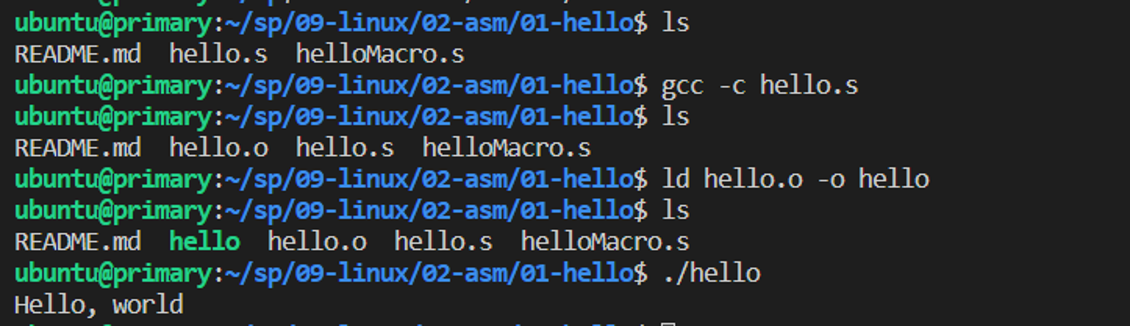 ubuntu@primary:~/sp/09-linux/02-asm/01-hello$ ls
README.md  hello.s  helloMacro.s
ubuntu@primary:~/sp/09-linux/02-asm/01-hello$ gcc -c hello.s
ubuntu@primary:~/sp/09-linux/02-asm/01-hello$ ls
README.md  hello.o  hello.s  helloMacro.s
ubuntu@primary:~/sp/09-linux/02-asm/01-hello$ ld hello.o -o hello
ubuntu@primary:~/sp/09-linux/02-asm/01-hello$ ls
README.md  hello  hello.o  hello.s  helloMacro.s
ubuntu@primary:~/sp/09-linux/02-asm/01-hello$ ./hello
Hello, world